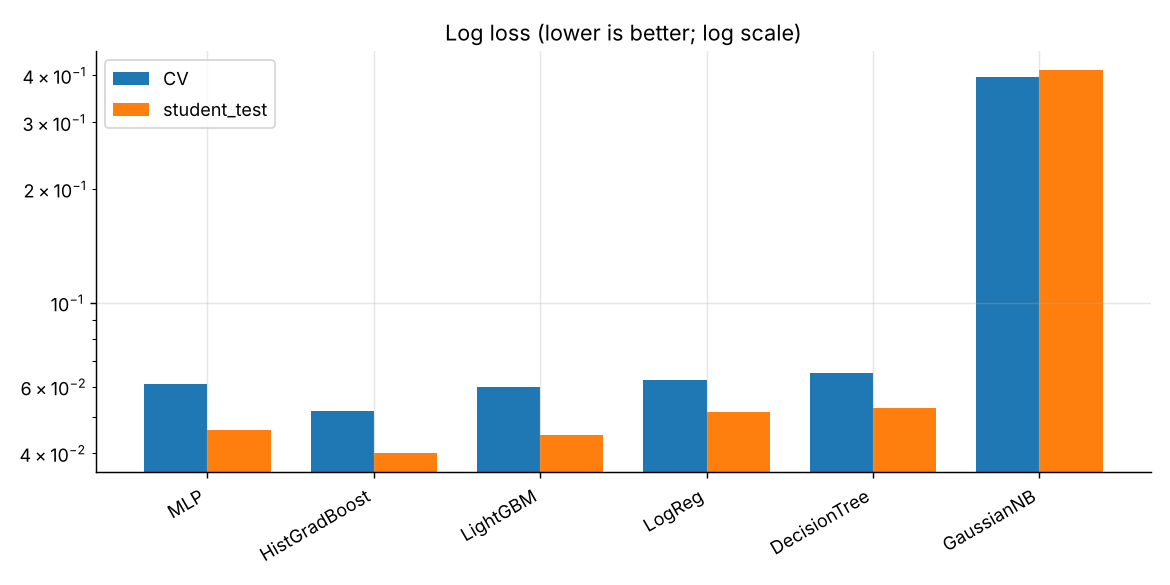 Log loss (lower is better; log scale)
CV
student_test
4 × 10⁻¹
3 × 10⁻¹
2 × 10⁻¹
10⁻¹
6 × 10⁻²
4 × 10⁻²
MLP
HistGradBoost
LightGBM
LogReg
DecisionTree
GaussianNB